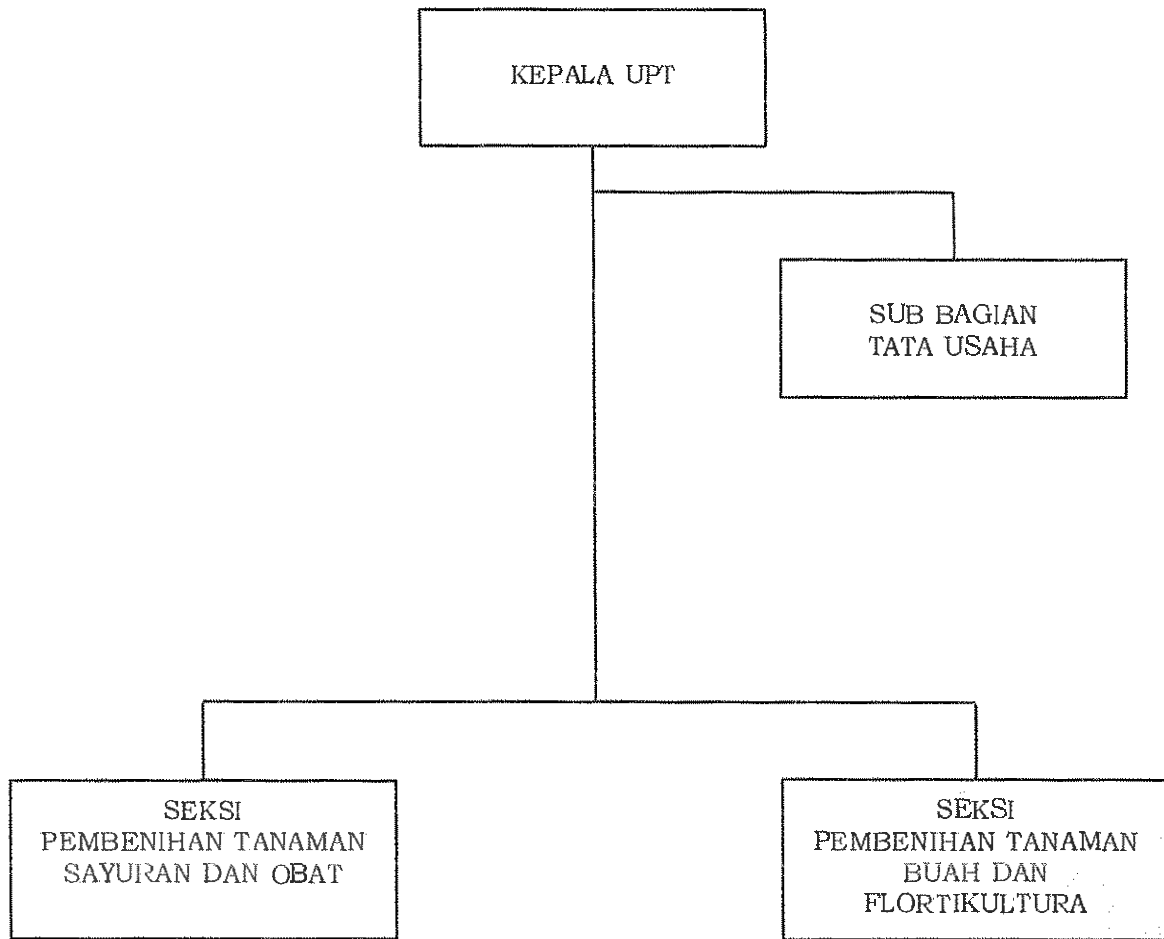 KEPALA UPT
SUB BAGIAN
TATA USAHA
SEKSI
PEMBENIHAN TANAMAN
SAYURAN DAN OBAT
SEKSI
PEMBENIHAN TANAMAN
BUAH DAN
FLORTIKULTURA